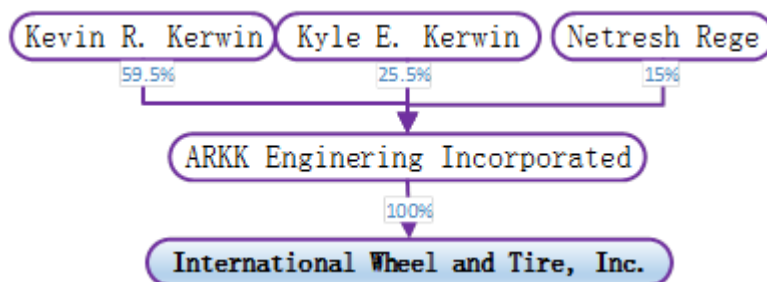 Kevin R. Kerwin Kyle E. Kerwin Netresh Rege
59.5% 25.5% 15%
ARKK Enginering Incorporated
100%
International Wheel and Tire, Inc.